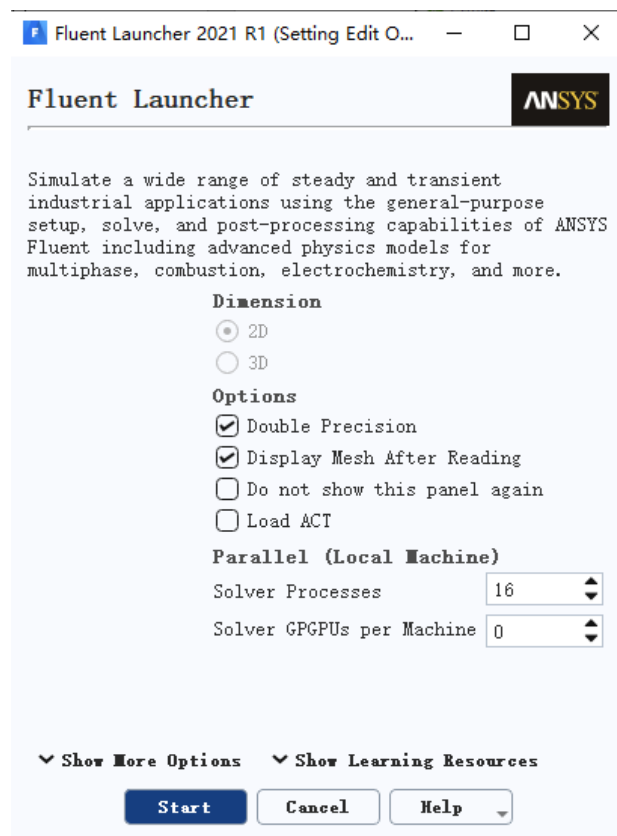 Fluent Launcher 2021 R1 (Setting Edit O...
Fluent Launcher
ANSYS
Simulate a wide range of steady and transient
industrial applications using the general-purpose
setup, solve, and post-processing capabilities of ANSYS
Fluent including advanced physics models for
multiphase, combustion, electrochemistry, and more.
Dimension
2D
3D
Options
Double Precision
Display Mesh After Reading
Do not show this panel again
Load ACT
Parallel (Local Machine)
Solver Processes 16
Solver GPGPUs per Machine 0
Show More Options Show Learning Resources
Start Cancel Help